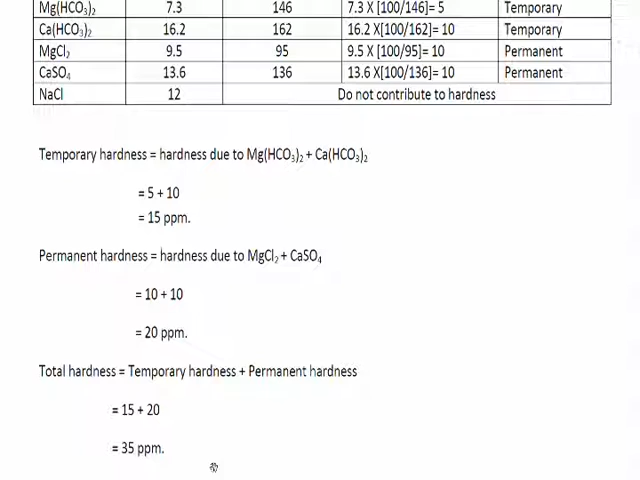 Mg(HCO₃)₂ 7.3 146 7.3 X [100/146]= 5 Temporary
Ca(HCO₃)₂ 16.2 162 16.2 X[100/162]= 10 Temporary
MgCl₂ 9.5 95 9.5 X[100/95]= 10 Permanent
CaSO₄ 13.6 136 13.6 X[100/136]= 10 Permanent
NaCl 12 Do not contribute to hardness
Temporary hardness = hardness due to Mg(HCO₃)₂ + Ca(HCO₃)₂
= 5 + 10
= 15 ppm.
Permanent hardness = hardness due to MgCl₂ + CaSO₄
= 10 + 10
= 20 ppm.
Total hardness = Temporary hardness + Permanent hardness
= 15 + 20
= 35 ppm.